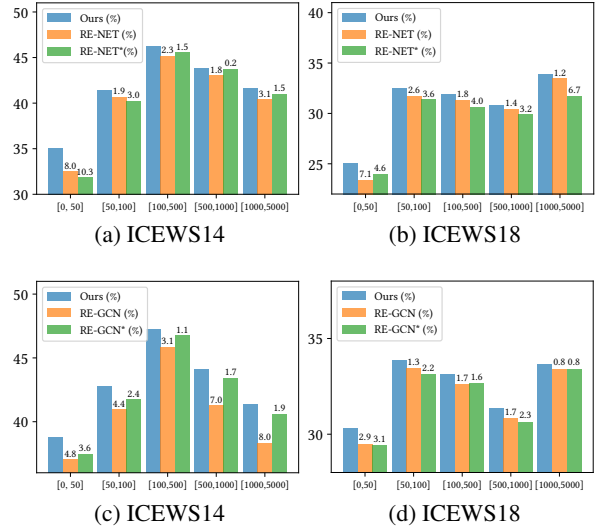 50
45
40
35
30
Ours (%)
RE-NET (%)
RE-NET*(%)
8.0 10.3 1.9 3.0 2.3 1.5 1.8 0.2 3.1 1.5
[0, 50] [50,100] [100,500] [500,1000] [1000,5000]
(a) ICEWS14
35
30
25
Ours (%)
RE-NET (%)
RE-NET* (%)
7.1 4.6 2.6 3.6 1.8 4.0 1.4 3.2 1.2 6.7
[0,50] [50,100] [100,500] [500,1000] [1000,5000]
(b) ICEWS18
50
45
40
Ours (%)
RE-GCN (%)
RE-GCN* (%)
4.8 3.6 4.4 2.4 3.1 1.1 7.0 1.7 8.0 1.9
[0, 50] [50,100] [100,500] [500,1000] [1000,5000]
(c) ICEWS14
35
30
Ours (%)
RE-GCN (%)
RE-GCN* (%)
2.9 3.1 1.3 2.2 1.7 1.6 1.7 2.3 0.8 0.8
[0,50] [50,100] [100,500] [500,1000] [1000,5000]
(d) ICEWS18